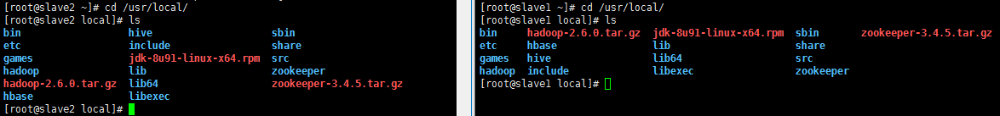 [root@slave2 ~]# cd /usr/local/
[root@slave2 local]# ls
bin hive sbin
etc include share
games jdk-8u91-linux-x64.rpm src
hadoop lib zookeeper
hadoop-2.6.0.tar.gz lib64 zookeeper-3.4.5.tar.gz
hbase libexec
[root@slave2 local]#
[root@slave1 ~]# cd /usr/local/
[root@slave1 local]# ls
bin hadoop-2.6.0.tar.gz jdk-8u91-linux-x64.rpm sbin zookeeper-3.4.5.tar.gz
etc hbase lib share
games hive lib64 src
hadoop include libexec zookeeper
[root@slave1 local]#